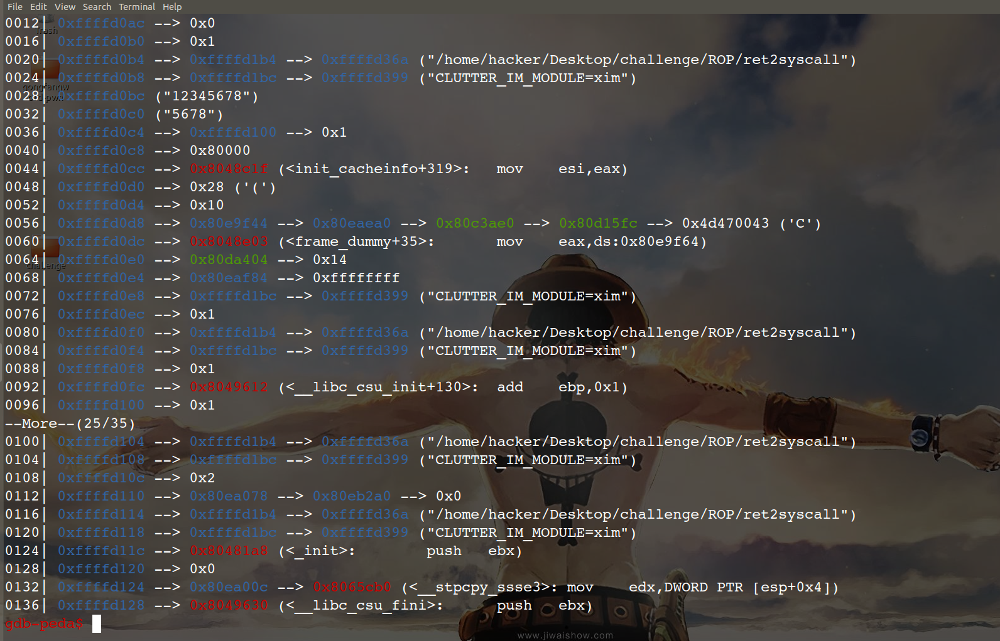 File Edit View Search Terminal Help
0012| 0xffffd0ac --> 0x0
0016| 0xffffd0b0 --> 0x1
0020| 0xffffd0b4 --> 0xffffd1b4 --> 0xffffd36a ("/home/hacker/Desktop/challenge/ROP/ret2syscall")
0024| 0xffffd0b8 --> 0xffffd1bc --> 0xffffd399 ("CLUTTER_IM_MODULE=xim")
0028| 0xffffd0bc ("12345678")
0032| 0xffffd0c0 ("5678")
0036| 0xffffd0c4 --> 0xffffd100 --> 0x1
0040| 0xffffd0c8 --> 0x80000
0044| 0xffffd0cc --> 0x8048c1f (<init_cacheinfo+319>: mov esi,eax)
0048| 0xffffd0d0 --> 0x28 ('(')
0052| 0xffffd0d4 --> 0x10
0056| 0xffffd0d8 --> 0x80e9f44 --> 0x80eaea0 --> 0x80c3ae0 --> 0x80d15fc --> 0x4d470043 ('C')
0060| 0xffffd0dc --> 0x8048e03 (<frame_dummy+35>: mov eax,ds:0x80e9f64)
0064| 0xffffd0e0 --> 0x80da404 --> 0x14
0068| 0xffffd0e4 --> 0x80eaf84 --> 0xffffffff
0072| 0xffffd0e8 --> 0xffffd1bc --> 0xffffd399 ("CLUTTER_IM_MODULE=xim")
0076| 0xffffd0ec --> 0x1
0080| 0xffffd0f0 --> 0xffffd1b4 --> 0xffffd36a ("/home/hacker/Desktop/challenge/ROP/ret2syscall")
0084| 0xffffd0f4 --> 0xffffd1bc --> 0xffffd399 ("CLUTTER_IM_MODULE=xim")
0088| 0xffffd0f8 --> 0x1
0092| 0xffffd0fc --> 0x8049612 (<__libc_csu_init+130>: add ebp,0x1)
0096| 0xffffd100 --> 0x1
--More--(25/35)
0100| 0xffffd104 --> 0xffffd1b4 --> 0xffffd36a ("/home/hacker/Desktop/challenge/ROP/ret2syscall")
0104| 0xffffd108 --> 0xffffd1bc --> 0xffffd399 ("CLUTTER_IM_MODULE=xim")
0108| 0xffffd10c --> 0x2
0112| 0xffffd110 --> 0x80ea078 --> 0x80eb2a0 --> 0x0
0116| 0xffffd114 --> 0xffffd1b4 --> 0xffffd36a ("/home/hacker/Desktop/challenge/ROP/ret2syscall")
0120| 0xffffd118 --> 0xffffd1bc --> 0xffffd399 ("CLUTTER_IM_MODULE=xim")
0124| 0xffffd11c --> 0x80481a8 (<_init>: push ebx)
0128| 0xffffd120 --> 0x0
0132| 0xffffd124 --> 0x80ea00c --> 0x8065cb0 (<__stpcpy_ssse3>: mov edx,DWORD PTR [esp+0x4])
0136| 0xffffd128 --> 0x8049630 (<__libc_csu_fini>: push ebx)
gdb-peda$
Trash
challenge
www.jiwaishow.com